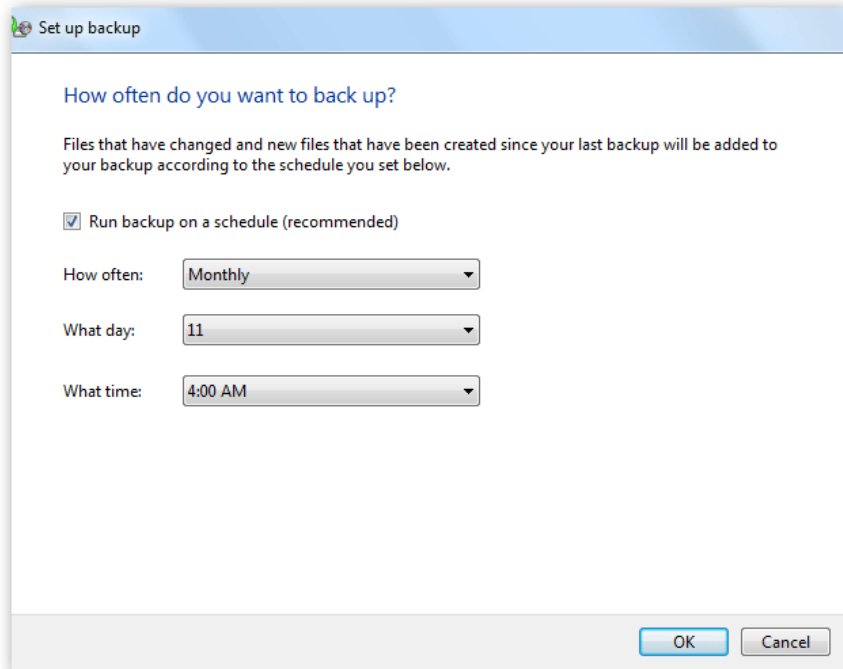 Set up backup
How often do you want to back up?
Files that have changed and new files that have been created since your last backup will be added to
your backup according to the schedule you set below.
Run backup on a schedule (recommended)
How often: Monthly
What day: 11
What time: 4:00 AM
OK Cancel